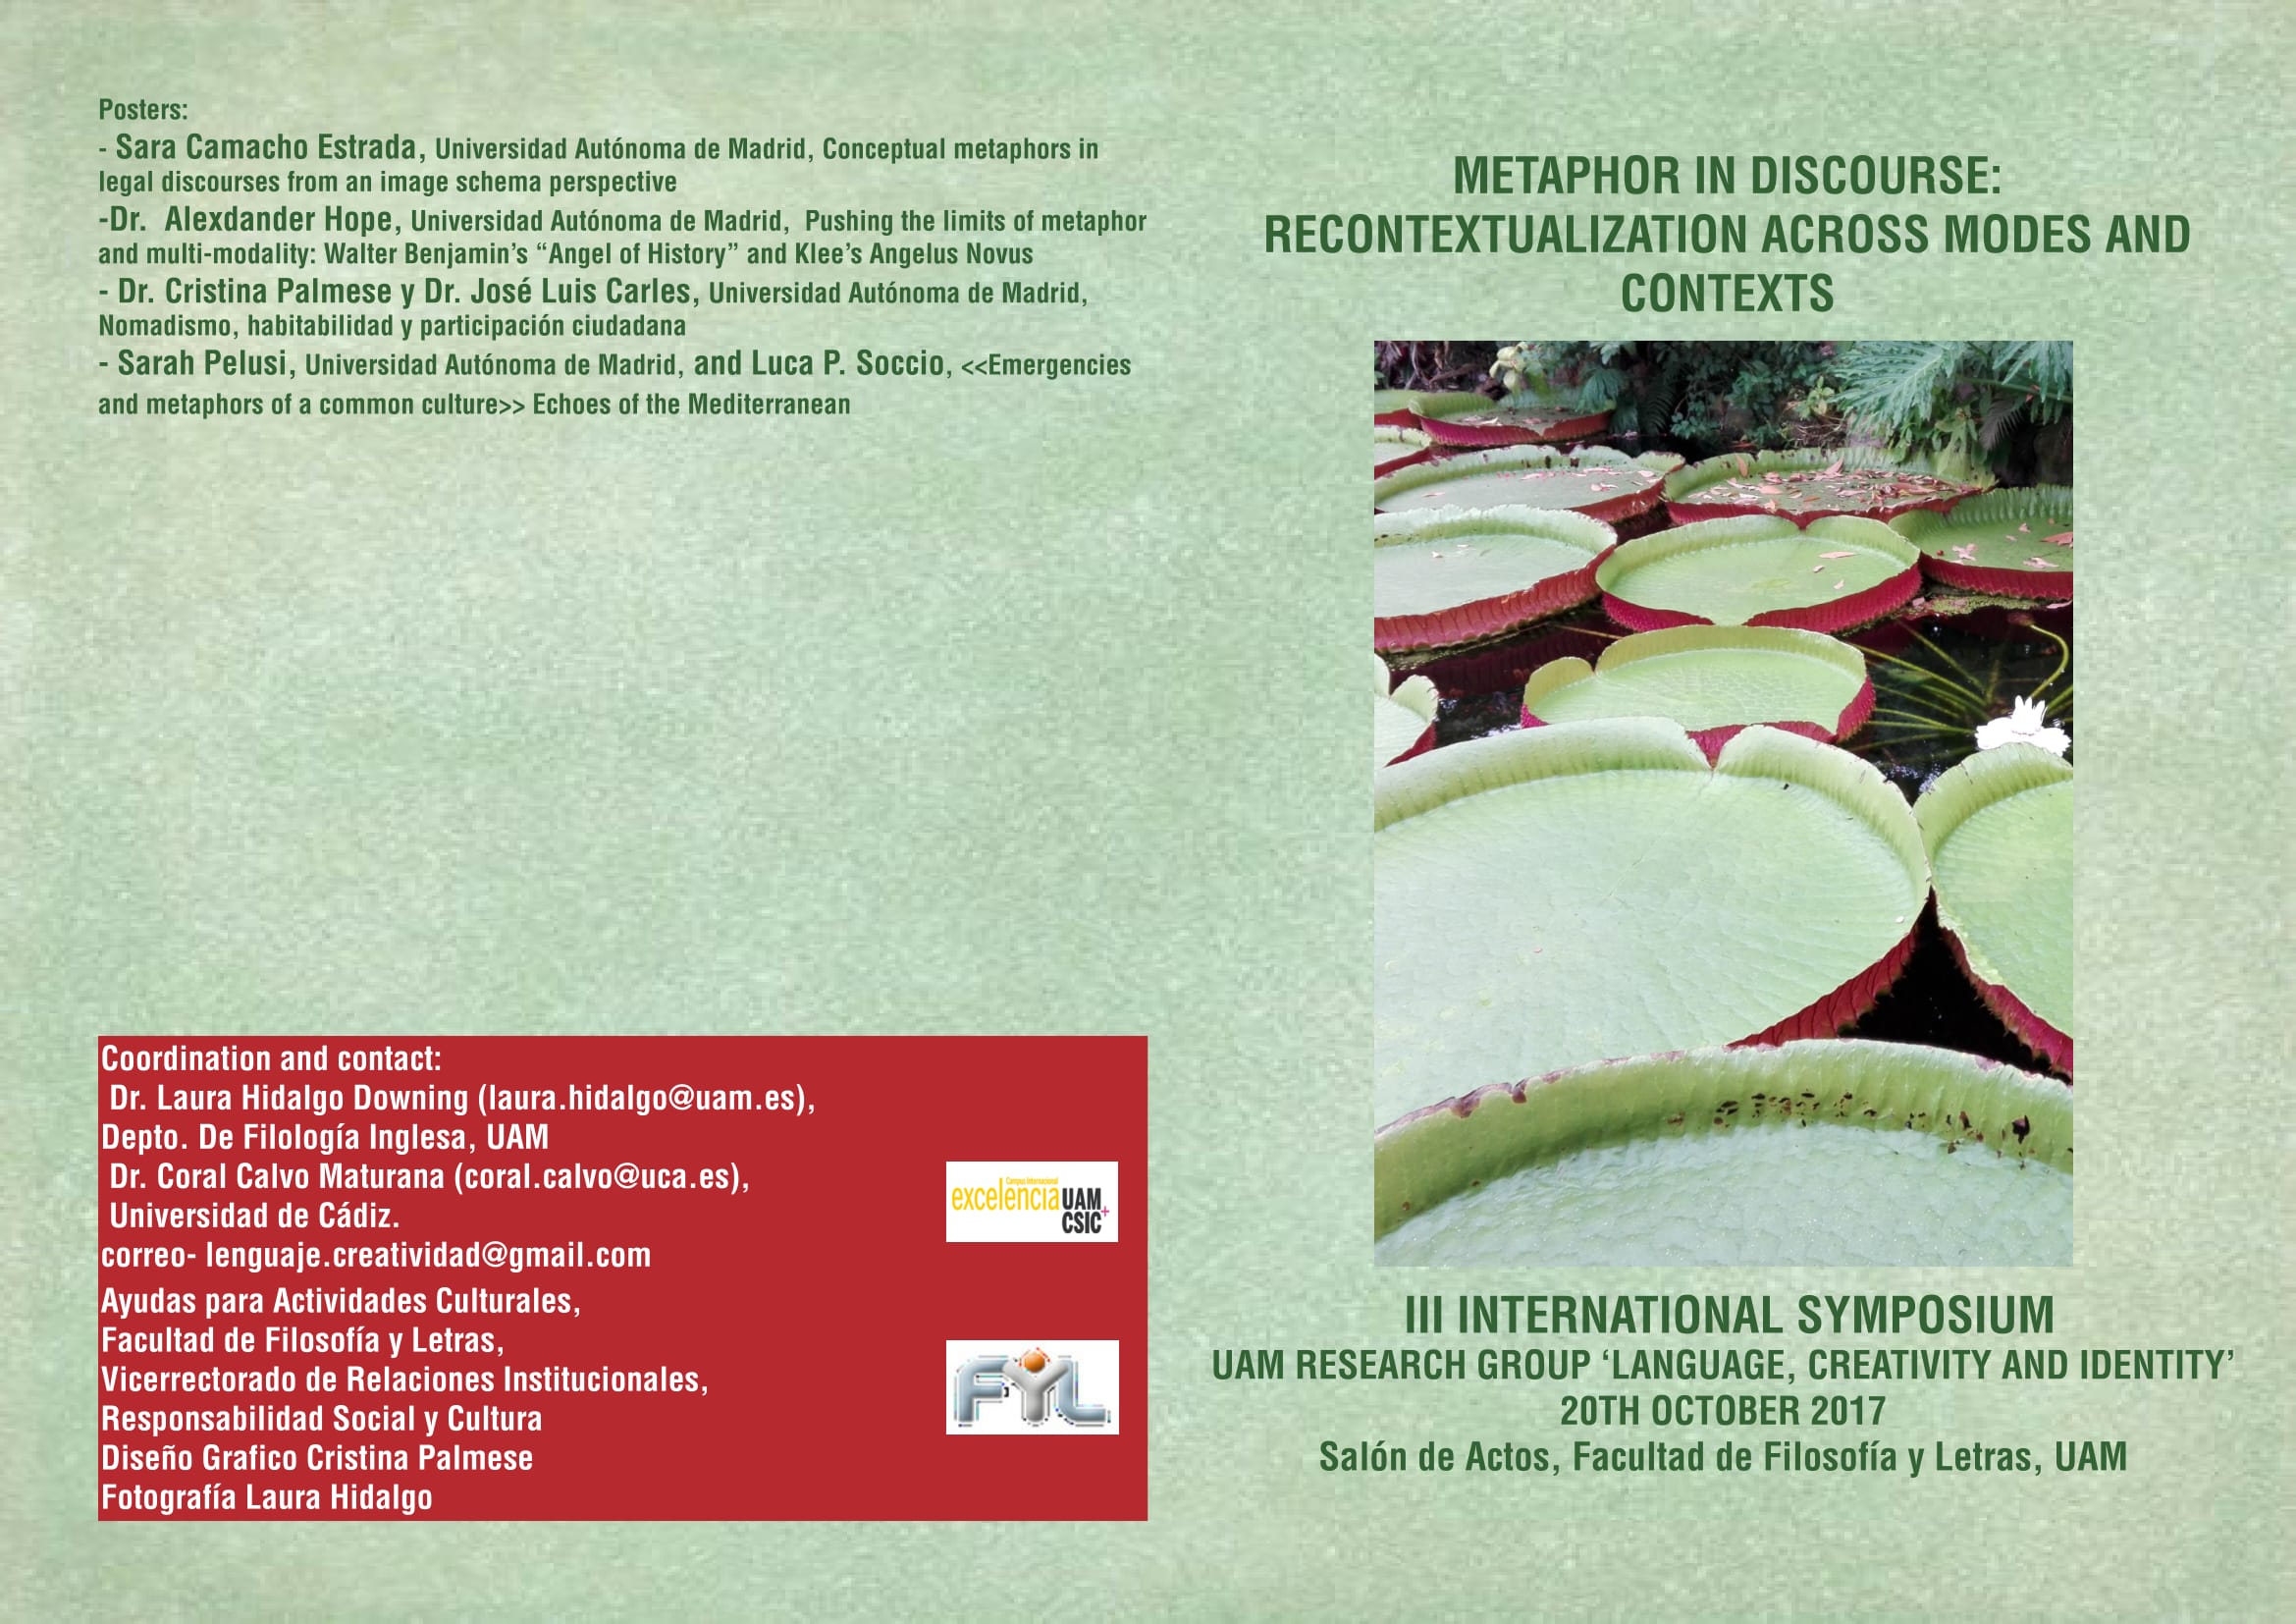 Posters:
- Sara Camacho Estrada, Universidad Autónoma de Madrid, Conceptual metaphors in
legal discourses from an image schema perspective
-Dr.  Alexdander Hope, Universidad Autónoma de Madrid,  Pushing the limits of metaphor
and multi-modality: Walter Benjamin’s “Angel of History” and Klee’s Angelus Novus
- Dr. Cristina Palmese y Dr. José Luis Carles, Universidad Autónoma de Madrid,
Nomadismo, habitabilidad y participación ciudadana
- Sarah Pelusi, Universidad Autónoma de Madrid, and Luca P. Soccio, <<Emergencies
and metaphors of a common culture>> Echoes of the Mediterranean
Coordination and contact:
Dr. Laura Hidalgo Downing (laura.hidalgo@uam.es),
Depto. De Filología Inglesa, UAM
Dr. Coral Calvo Maturana (coral.calvo@uca.es),
Universidad de Cádiz.
correo- lenguaje.creatividad@gmail.com
Ayudas para Actividades Culturales,
Facultad de Filosofía y Letras,
Vicerrectorado de Relaciones Institucionales,
Responsabilidad Social y Cultura
Diseño Grafico Cristina Palmese
Fotografía Laura Hidalgo
Campus Internacional
excelencia UAM
CSIC+
FYL
METAPHOR IN DISCOURSE:
RECONTEXTUALIZATION ACROSS MODES AND
CONTEXTS
III INTERNATIONAL SYMPOSIUM
UAM RESEARCH GROUP ‘LANGUAGE, CREATIVITY AND IDENTITY’
20TH OCTOBER 2017
Salón de Actos, Facultad de Filosofía y Letras, UAM